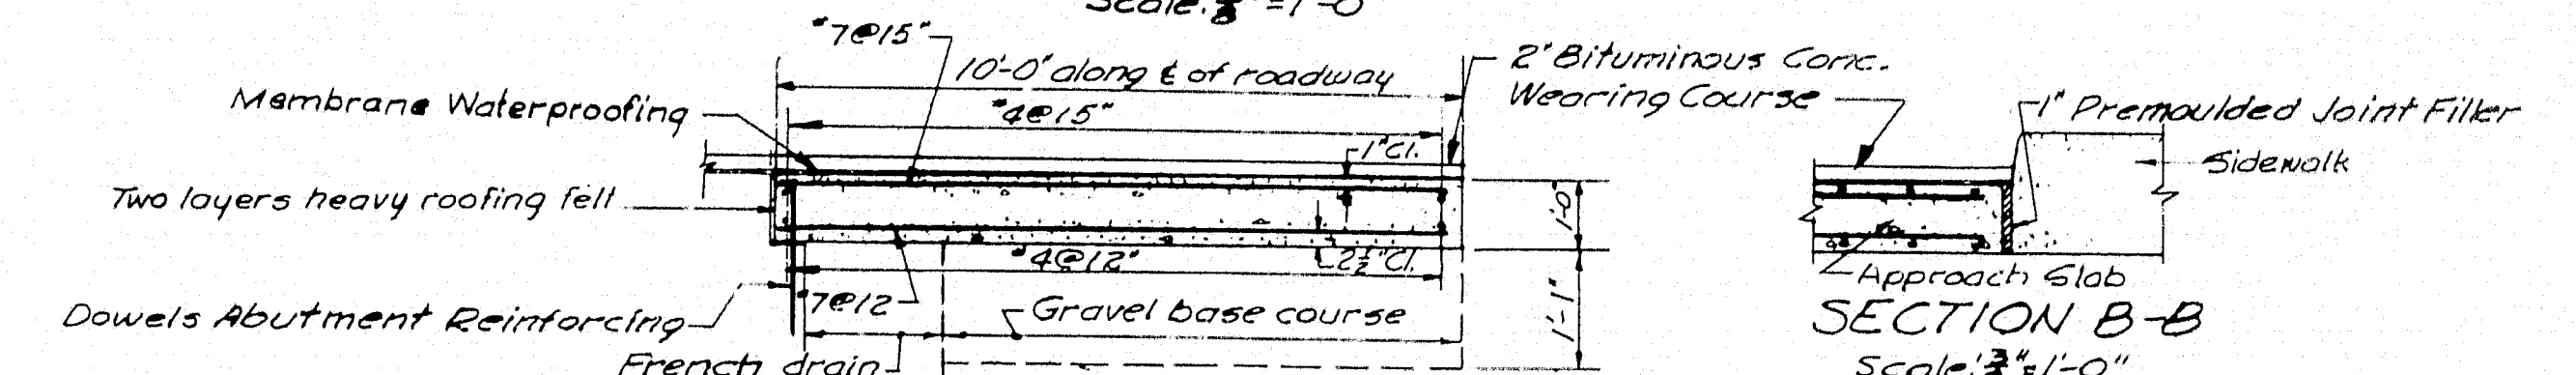 Scale: 3/8" = 1'-0"
"7@15"
10'-0" along ℄ of roadway
2" Bituminous Conc.
Wearing Course
Membrane Waterproofing
"4@15"
1" Premoulded Joint Filler
1" Cl.
Sidewalk
Two layers heavy roofing felt
1'-0"
"4@12"
2½" Cl.
Approach Slab
Dowels Abutment Reinforcing
"7@12
Gravel base course
1'-1"
SECTION B-B
French drain
Scale: 3/4" = 1'-0"